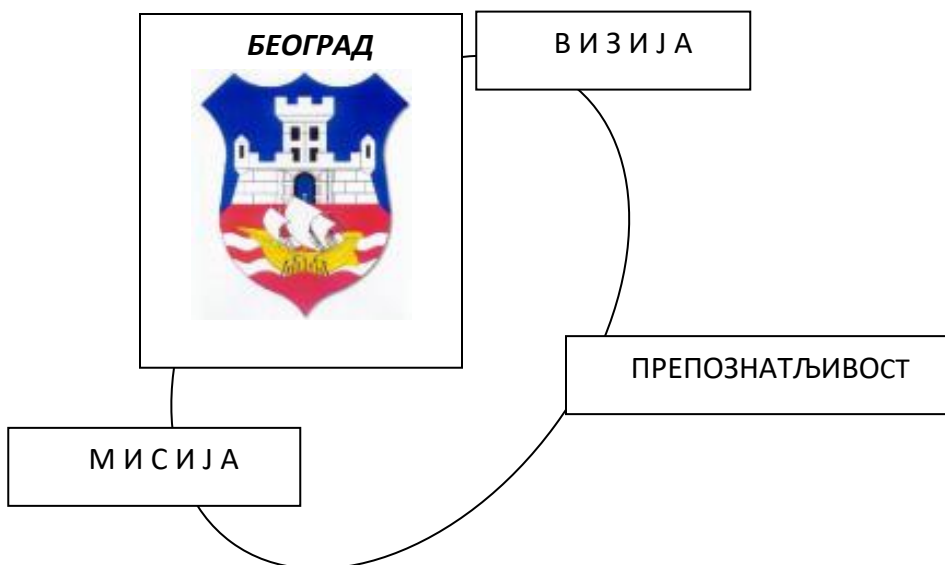 БЕОГРАД
В И З И Ј А
ПРЕПОЗНАТЉИВОСТ
М И С И Ј А